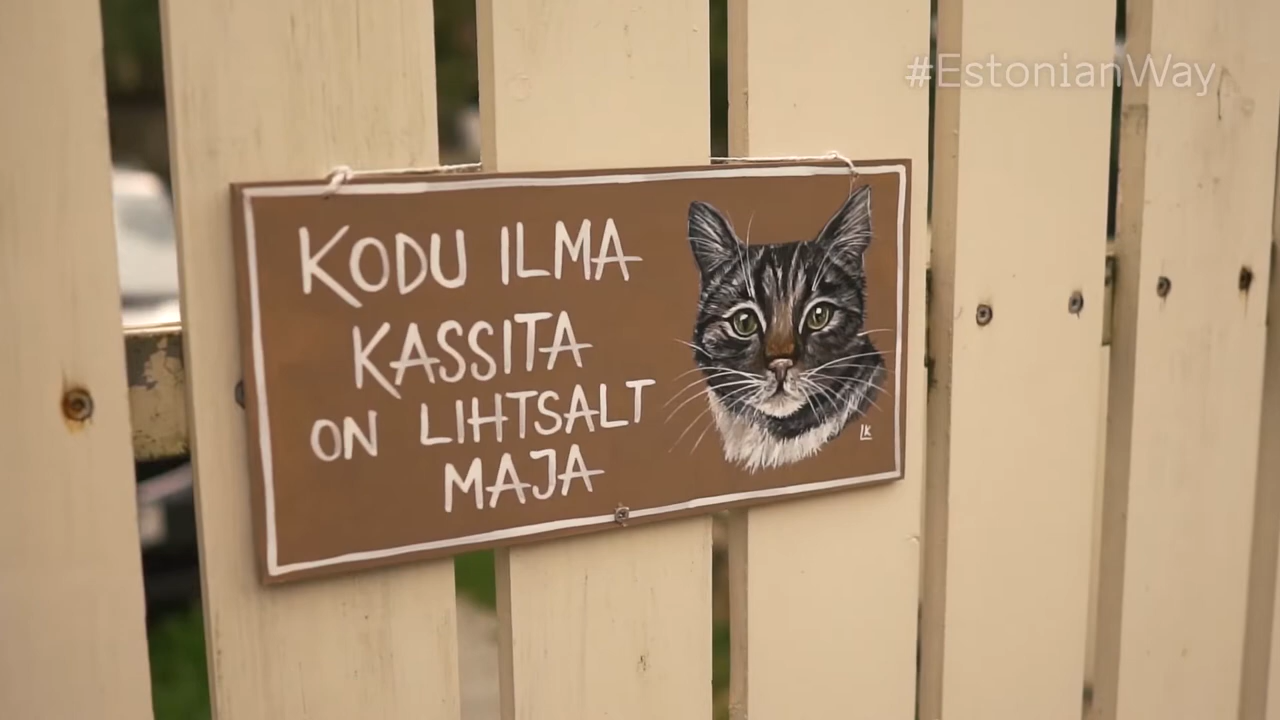 #EstonianWay
KODU ILMA
KASSITA
ON LIHTSALT
MAJA
LK